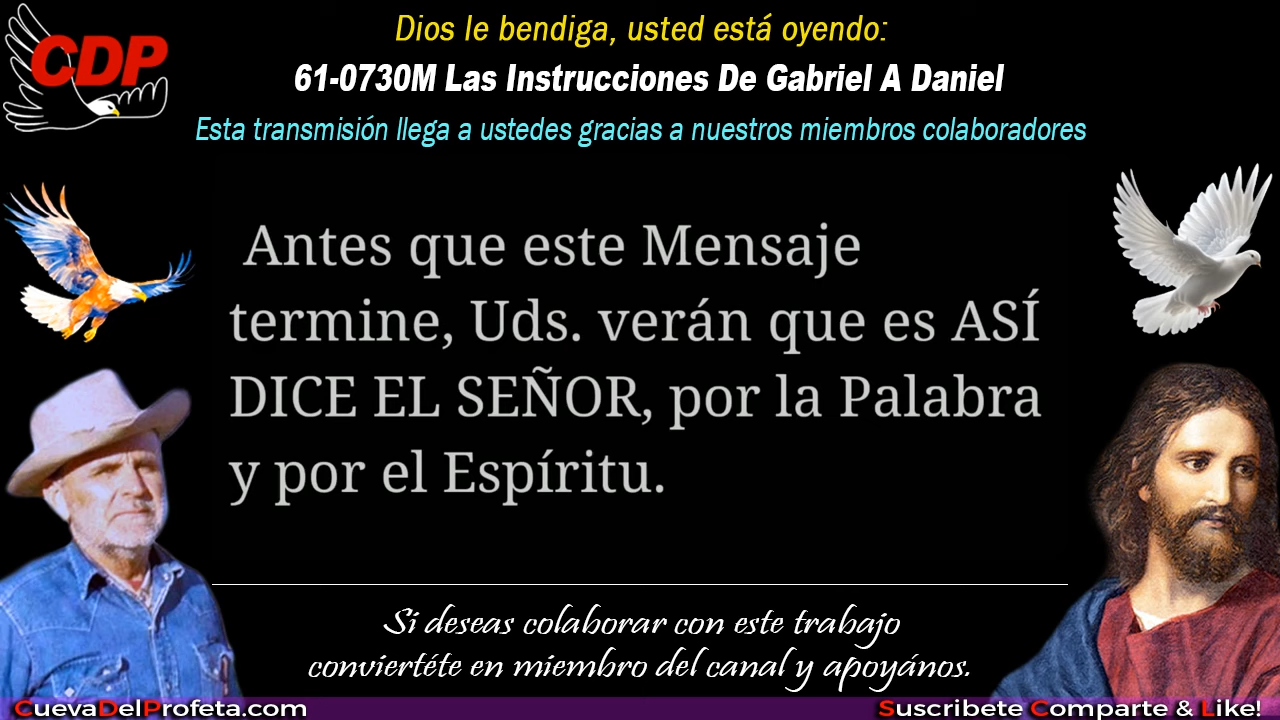 CDP
Dios le bendiga, usted está oyendo:
61-0730M Las Instrucciones De Gabriel A Daniel
Esta transmisión llega a ustedes gracias a nuestros miembros colaboradores
Antes que este Mensaje
termine, Uds. verán que es ASÍ
DICE EL SEÑOR, por la Palabra
y por el Espíritu.
Si deseas colaborar con este trabajo
conviertéte en miembro del canal y apoyános.
CuevaDelProfeta.com
Suscribete Comparte & Like!